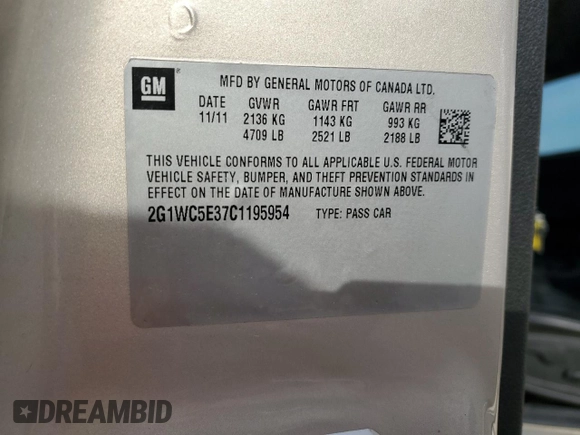 GM
MFD BY GENERAL MOTORS OF CANADA LTD.
DATE GVWR GAWR FRT GAWR RR
11/11 2136 KG 1143 KG 993 KG
4709 LB 2521 LB 2188 LB
THIS VEHICLE CONFORMS TO ALL APPLICABLE U.S. FEDERAL MOTOR
VEHICLE SAFETY, BUMPER, AND THEFT PREVENTION STANDARDS IN
EFFECT ON THE DATE OF MANUFACTURE SHOWN ABOVE.
2G1WC5E37C1195954 TYPE: PASS CAR
DREAMBID